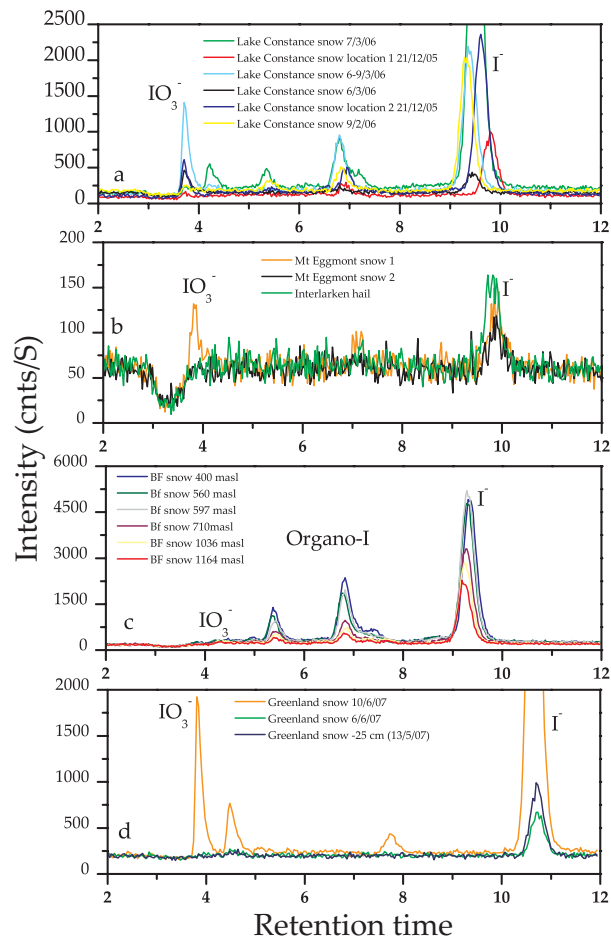 Intensity (cnts/S)
2500
2000
1500
1000
500
0
IO₃⁻
Lake Constance snow 7/3/06
Lake Constance snow location 1 21/12/05
Lake Constance snow 6-9/3/06
Lake Constance snow 6/3/06
Lake Constance snow location 2 21/12/05
Lake Constance snow 9/2/06
I⁻
a
2 4 6 8 10 12
200
150
100
50
0
IO₃⁻
Mt Eggmont snow 1
Mt Eggmont snow 2
Interlarken hail
I⁻
b
2 4 6 8 10 12
6000
4500
3000
1500
0
BF snow 400 masl
Bf snow 560 masl
Bf snow 597 masl
Bf snow 710masl
BF snow 1036 masl
BF snow 1164 masl
I⁻
Organo-I
IO₃⁻
c
2 4 6 8 10 12
2000
1500
1000
500
0
IO₃⁻
Greenland snow 10/6/07
Greenland snow 6/6/07
Greenland snow -25 cm (13/5/07)
I⁻
d
2 4 6 8 10 12
Retention time